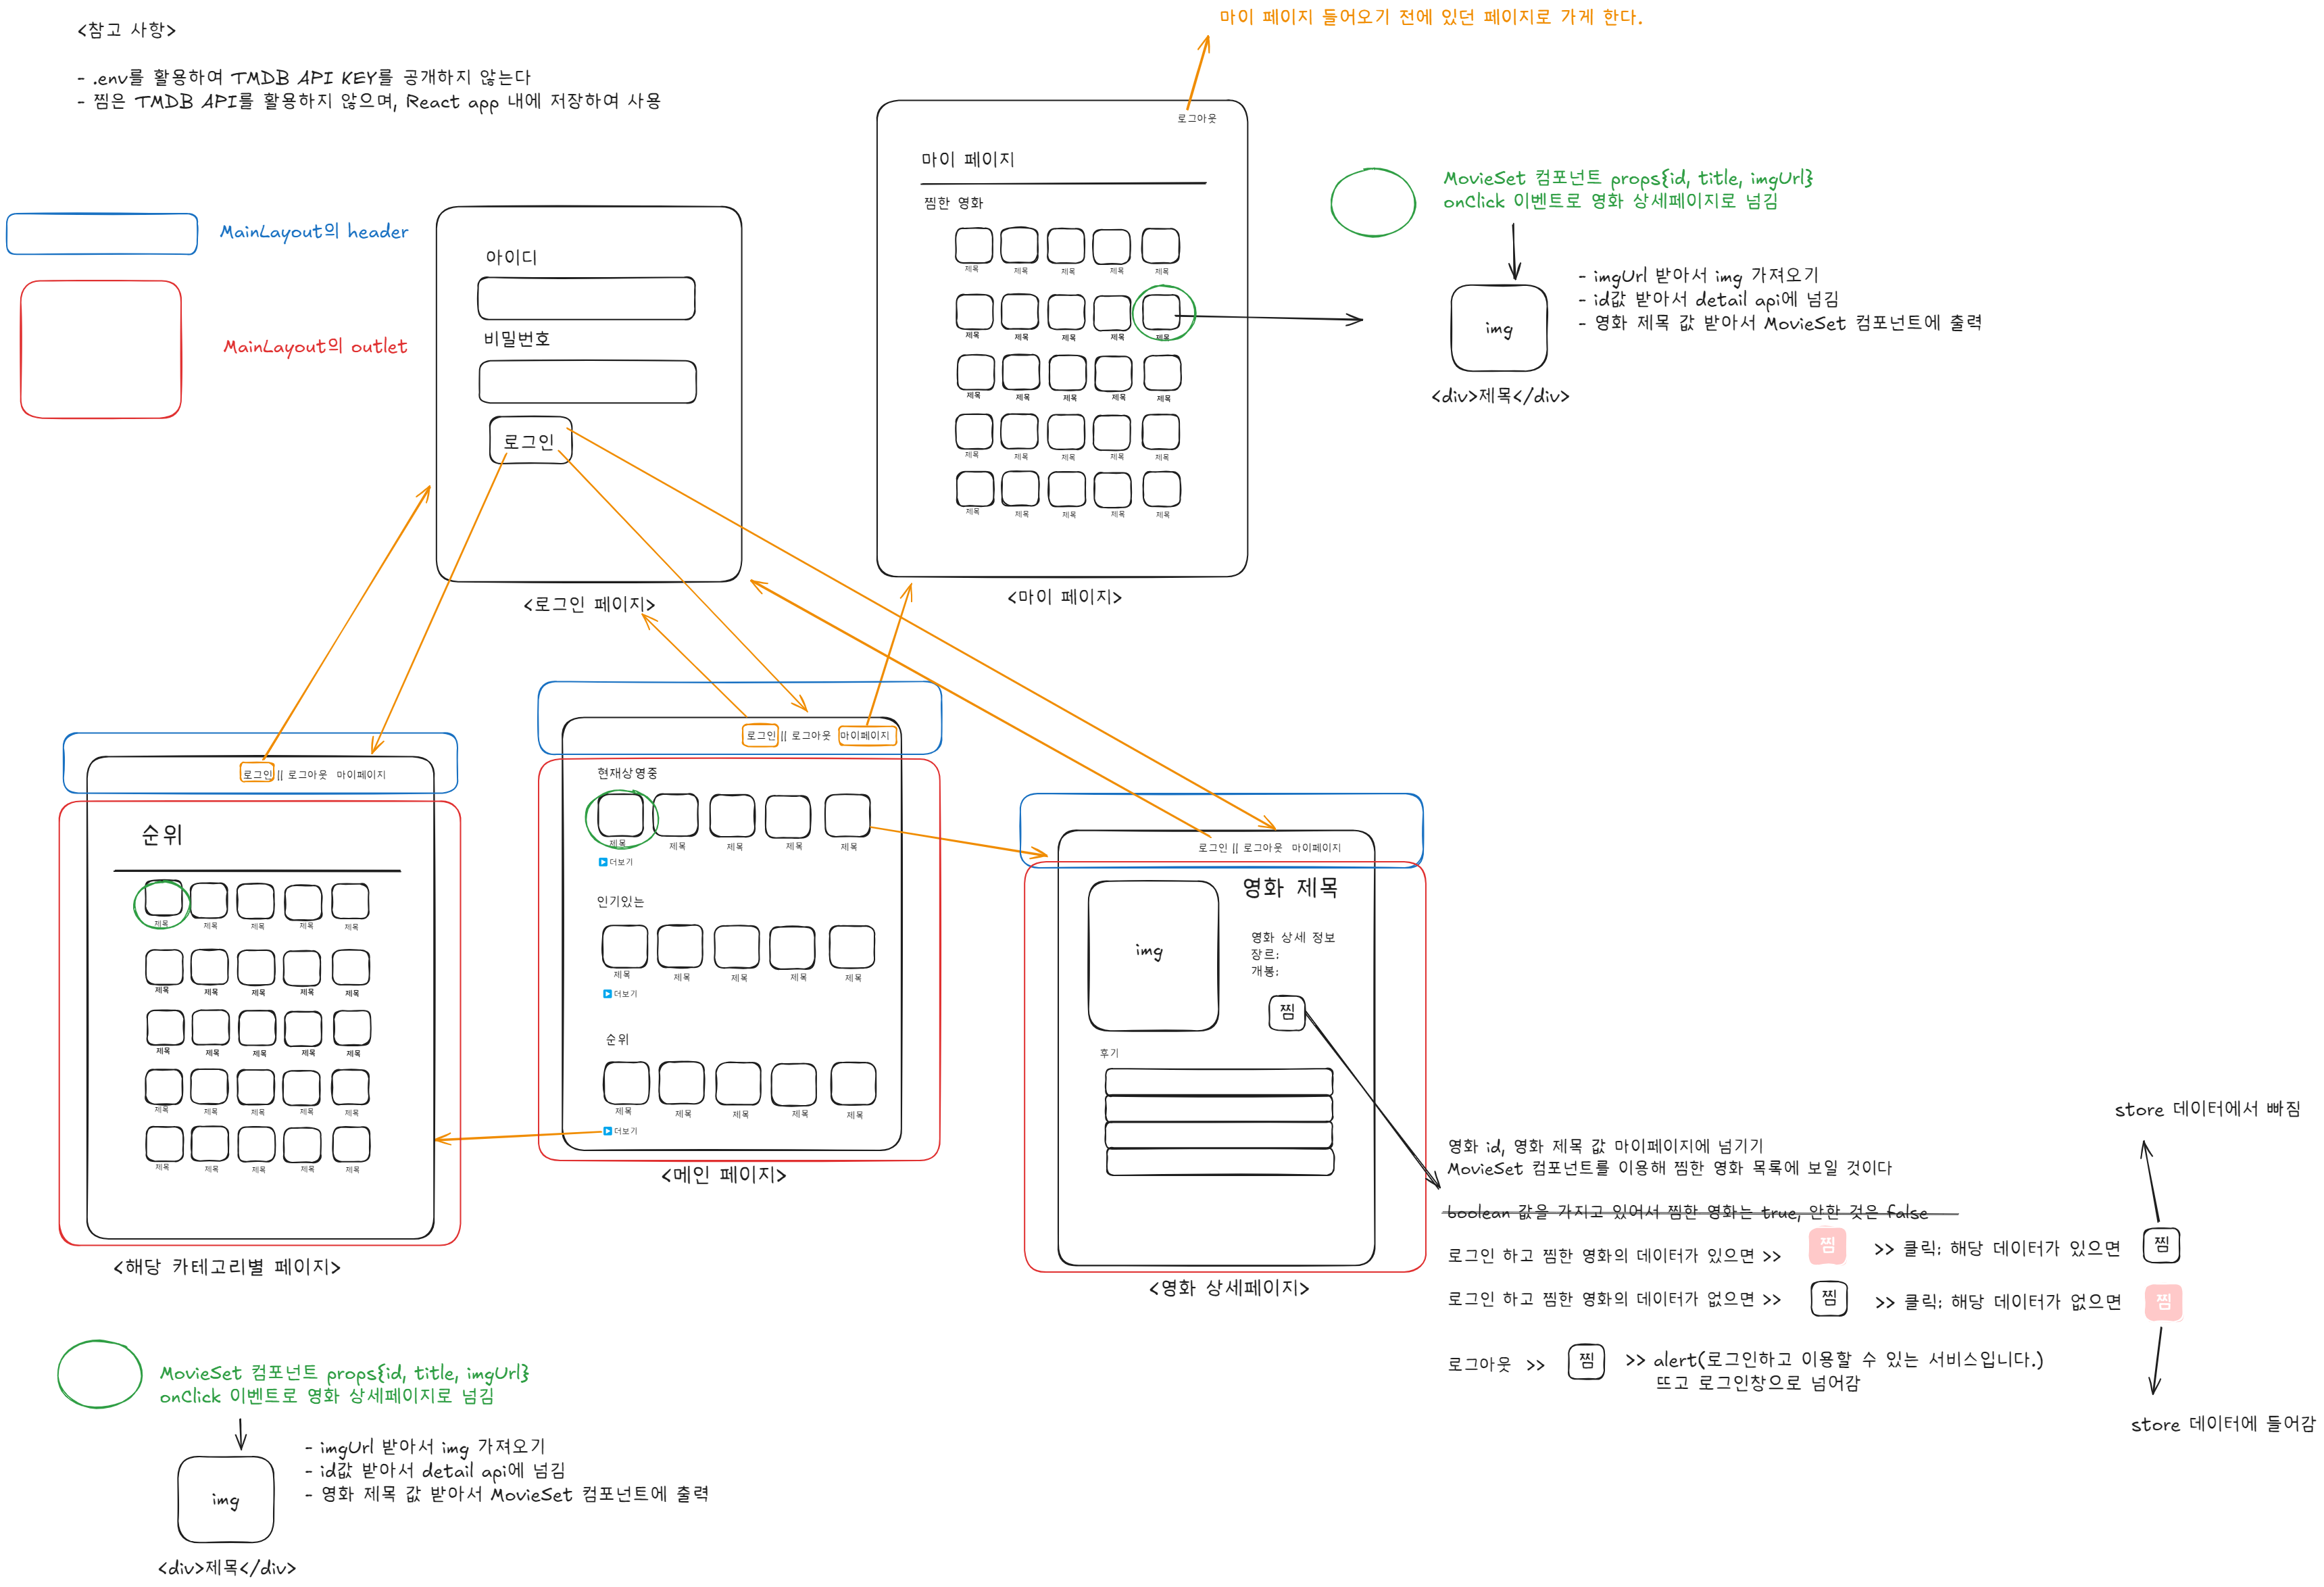 <참고 사항>
- .env를 활용하여 TMDB API KEY를 공개하지 않는다
- 찜은 TMDB API를 활용하지 않으며, React app 내에 저장하여 사용
마이 페이지 들어오기 전에 있던 페이지로 가게 한다.
MainLayout의 header
MainLayout의 outlet
아이디
비밀번호
로그인
<로그인 페이지>
로그아웃
마이 페이지
찜한 영화
제목 제목 제목 제목 제목
제목 제목 제목 제목 제목
제목 제목 제목 제목 제목
제목 제목 제목 제목 제목
제목 제목 제목 제목 제목
<마이 페이지>
MovieSet 컴포넌트 props{id, title, imgUrl}
onClick 이벤트로 영화 상세페이지로 넘김
img
<div>제목</div>
- imgUrl 받아서 img 가져오기
- id값 받아서 detail api에 넘김
- 영화 제목 값 받아서 MovieSet 컴포넌트에 출력
로그인 || 로그아웃 마이페이지
순위
제목 제목 제목 제목 제목
제목 제목 제목 제목 제목
제목 제목 제목 제목 제목
제목 제목 제목 제목 제목
제목 제목 제목 제목 제목
<해당 카테고리별 페이지>
로그인 || 로그아웃 마이페이지
현재상영중
제목 제목 제목 제목 제목
더보기
인기있는
제목 제목 제목 제목 제목
더보기
순위
제목 제목 제목 제목 제목
더보기
<메인 페이지>
로그인 || 로그아웃 마이페이지
img
영화 제목
영화 상세 정보
장르:
개봉:
찜
후기
<영화 상세페이지>
영화 id, 영화 제목 값 마이페이지에 넘기기
MovieSet 컴포넌트를 이용해 찜한 영화 목록에 보일 것이다
boolean 값을 가지고 있어서 찜한 영화는 true, 안한 것은 false
로그인 하고 찜한 영화의 데이터가 있으면 >> 찜 >> 클릭; 해당 데이터가 있으면 찜
store 데이터에서 빠짐
로그인 하고 찜한 영화의 데이터가 없으면 >> 찜 >> 클릭; 해당 데이터가 없으면 찜
store 데이터에 들어감
로그아웃 >> 찜 >> alert(로그인하고 이용할 수 있는 서비스입니다.)
뜨고 로그인창으로 넘어감
MovieSet 컴포넌트 props{id, title, imgUrl}
onClick 이벤트로 영화 상세페이지로 넘김
img
<div>제목</div>
- imgUrl 받아서 img 가져오기
- id값 받아서 detail api에 넘김
- 영화 제목 값 받아서 MovieSet 컴포넌트에 출력